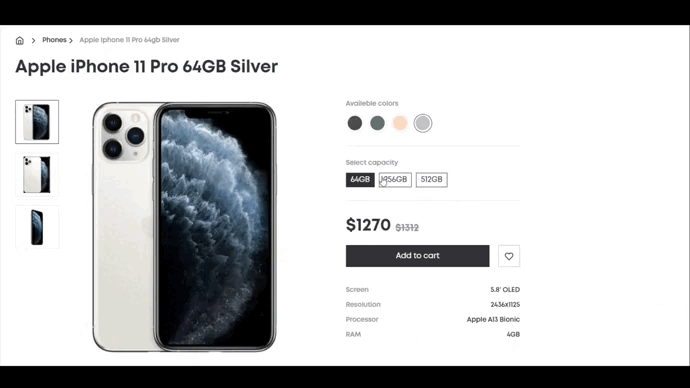 Phones
Apple Iphone 11 Pro 64gb Silver
Apple iPhone 11 Pro 64GB Silver
Available colors
Select capacity
64GB
256GB
512GB
$1270 $1312
Add to cart
Screen 5.8' OLED
Resolution 2436x1125
Processor Apple A13 Bionic
RAM 4GB